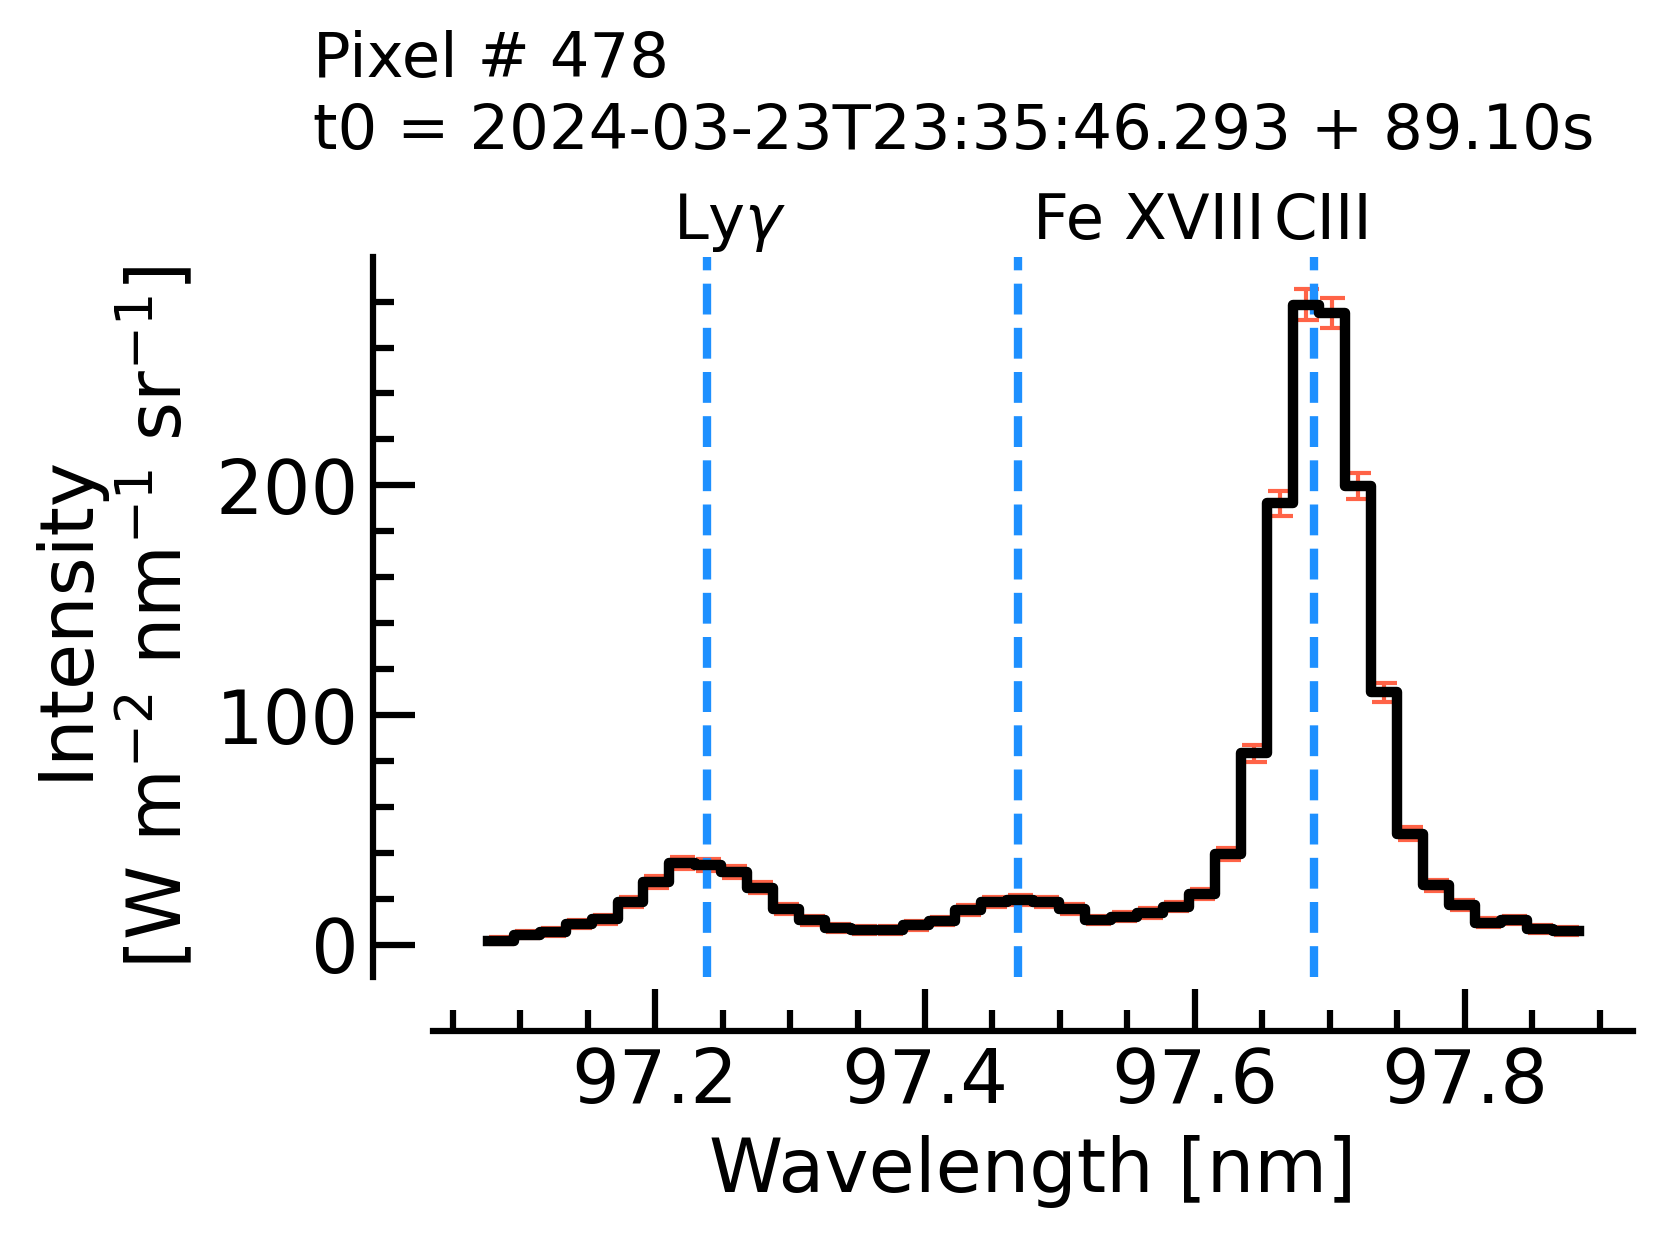 Pixel # 478
t0 = 2024-03-23T23:35:46.293 + 89.10s
Lyγ Fe XVIII CIII
Intensity
[W m⁻² nm⁻¹ sr⁻¹]
200
100
0
97.2 97.4 97.6 97.8
Wavelength [nm]